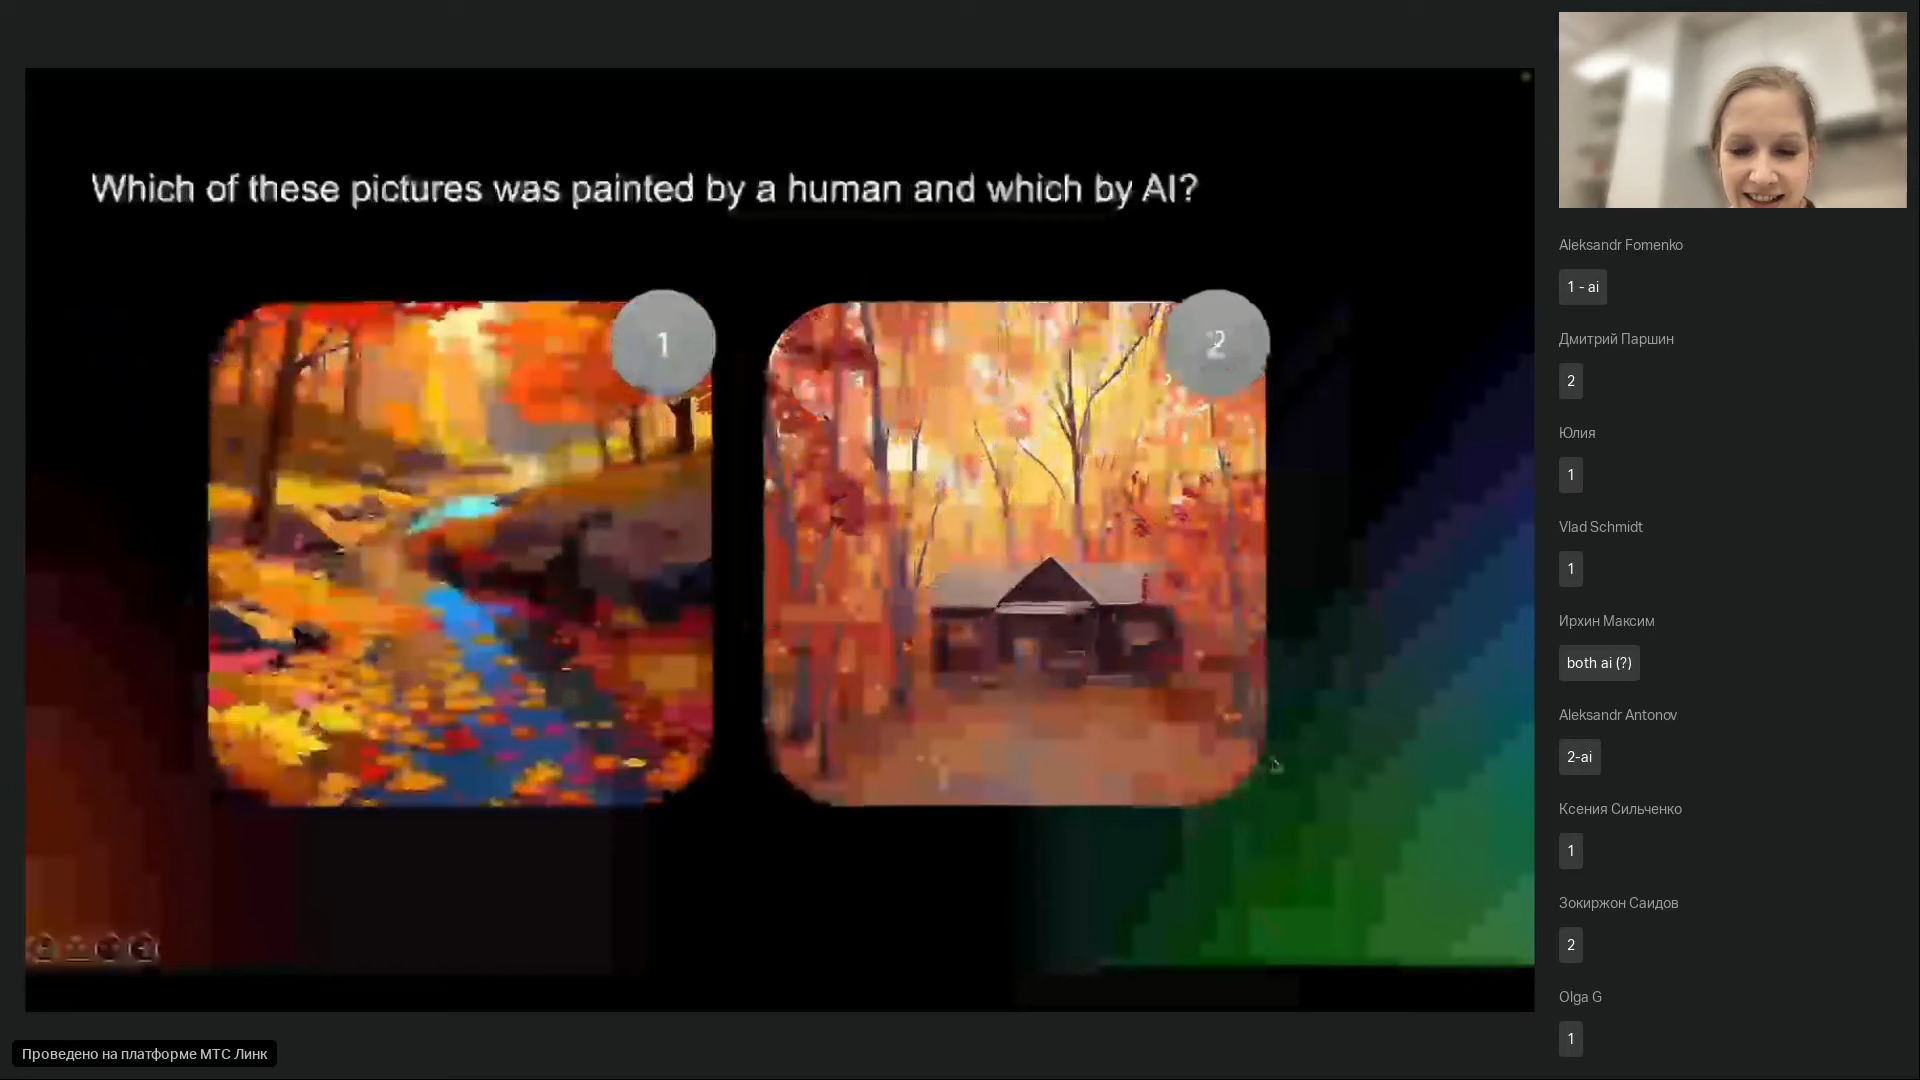 Which of these pictures was painted by a human and which by AI?
1
2
Aleksandr Fomenko
1 - ai
Дмитрий Паршин
2
Юлия
1
Vlad Schmidt
1
Ирхин Максим
both ai (?)
Aleksandr Antonov
2-ai
Ксения Сильченко
1
Зокиржон Саидов
2
Olga G
1
Проведено на платформе МТС Линк